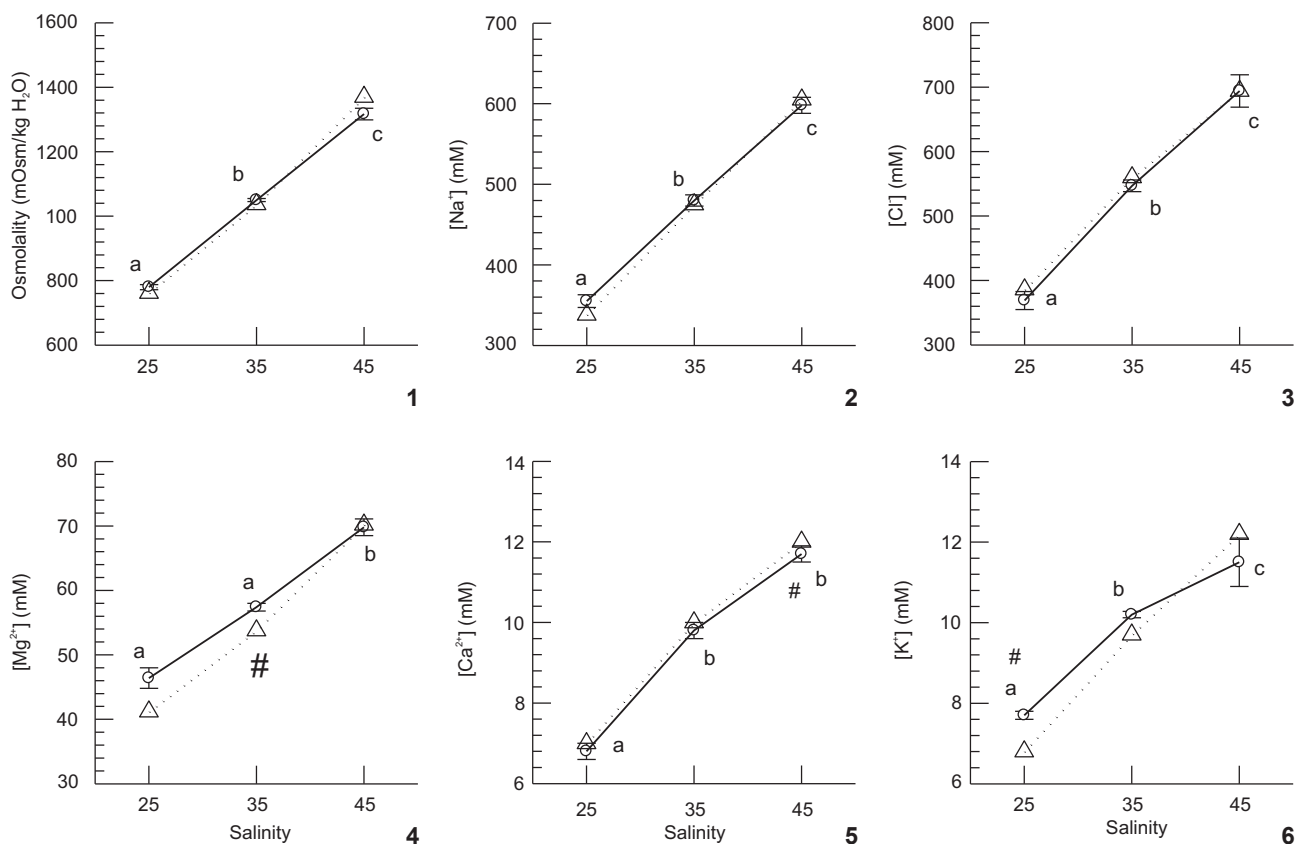 1600
1400
1200
100
800
600
Osmolality (mOsm/kg H₂O)
a
b
c
25
35
45
1
700
600
500
400
300
[Na⁺] (mM)
a
b
c
25
35
45
2
800
700
600
500
400
300
[Cl⁻] (mM)
a
b
c
25
35
45
3
80
70
60
50
40
30
[Mg²⁺] (mM)
a
a
#
b
25
35
45
Salinity
4
14
12
10
8
6
[Ca²⁺] (mM)
a
b
#
b
25
35
45
Salinity
5
14
12
10
8
6
[K⁺] (mM)
#
a
b
c
25
35
45
Salinity
6